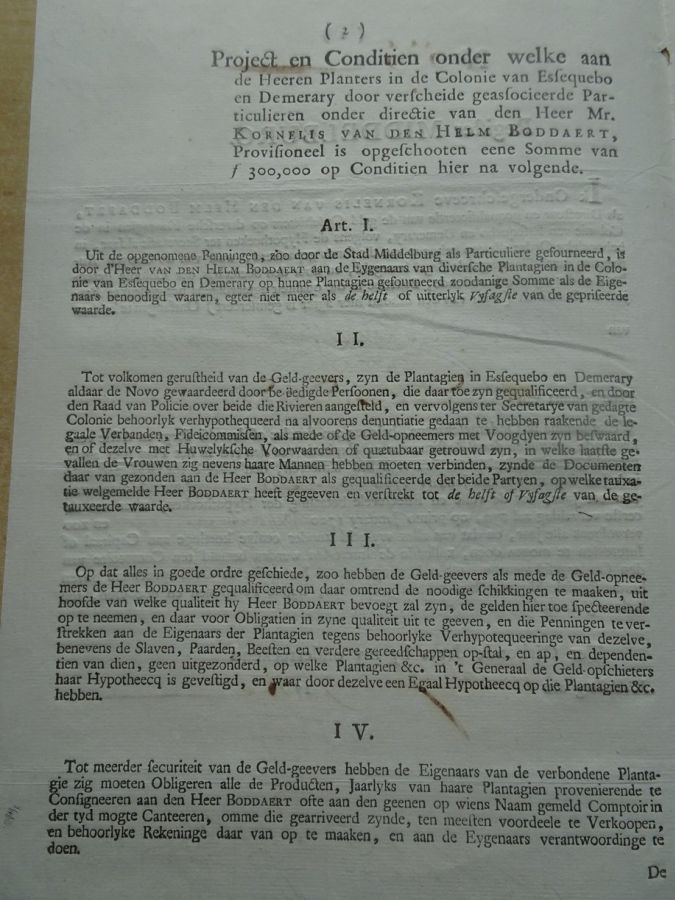 ( 2 )
Project en Conditien onder welke aan
de Heeren Planters in de Colonie van Esſequebo
en Demerary door verſcheide geasſocieerde Par-
ticulieren onder directie van den Heer Mr.
KORNELIS VAN DEN HELM BODDAERT,
Proviſioneel is opgeſchooten eene Somme van
ƒ 300,000 op Conditien hier na volgende.
Art. I.
Uit de opgenomene Penningen, zoo door de Stad Middelburg als Particuliere gefourneerd, is
door d'Heer VAN DEN HELM BODDAERT aan de Eygenaars van diverſche Plantagien in de Colo-
nie van Esſequebo en Demerary op hunne Plantagien gefourneerd zoodanige Somme als de Eige-
naars benoodigd waaren, egter niet meer als de helft of uitterlyk Vyfagſte van de gepriſeerde
waarde.
II.
Tot volkomen geruſtheid van de Geld-geevers, zyn de Plantagien in Esſequebo en Demerary
aldaar de Novo gewaardeerd door be-ëedigde Perſoonen, die daar toe zyn gequalificeerd, en door
den Raad van Policie over beide die Rivieren aangeſteld, en vervolgens ter Secretarye van gedagte
Colonie behoorlyk verhypothequeerd na alvoorens denuntiatie gedaan te hebben raakende de le-
gaale Verbanden, Fideicommisſen, als mede of de Geld-opneemers met Voogdyen zyn beſwaard,
en of dezelve met Huwelykſche Voorwaarden of quætubaar getrouwd zyn, in welke laatſte ge-
vallen de Vrouwen zig nevens haare Mannen hebben moeten verbinden, zynde de Documenten
daar van gezonden aan de Heer BODDAERT als gequalificeerde der beide Partyen, op welke tauxa-
tie welgemelde Heer BODDAERT heeft gegeeven en verſtrekt tot de helft of Vyfagſte van de ge-
tauxeerde waarde.
III.
Op dat alles in goede ordre geſchiede, zoo hebben de Geld-geevers als mede de Geld-opnee-
mers de Heer BODDAERT gequalificeerd om daar omtrend de noodige ſchikkingen te maaken, uit
hoofde van welke qualiteit hy Heer BODDAERT bevoegt zal zyn, de gelden hier toe ſpecteerende
op te neemen, en daar voor Obligatien in zyne qualiteit uit te geeven, en die Penningen te ver-
ſtrekken aan de Eigenaars der Plantagien tegens behoorlyke Verhypotequeeringe van dezelve,
benevens de Slaven, Paarden, Beeſten en verdere gereedſchappen op-ſtal, en ap, en dependen-
tien van dien, geen uitgezonderd, op welke Plantagien &c. in 't Generaal de Geld-opſchieters
haar Hypotheecq is geveſtigd, en waar door dezelve een Egaal Hypotheecq op die Plantagien &c.
hebben.
IV.
Tot meerder ſecuriteit van de Geld-geevers hebben de Eigenaars van de verbondene Planta-
gie zig moeten Obligeren alle de Producten, Jaarlyks van haare Plantagien provenierende te
Conſigneeren aan den Heer BODDAERT ofte aan den geenen op wiens Naam gemeld Comptoir in
der tyd mogte Canteeren, omme die gearriveerd zynde, ten meeſten voordeele te Verkoopen,
en behoorlyke Rekeninge daar van op te maaken, en aan de Eygenaars verantwoordinge te
doen.
De